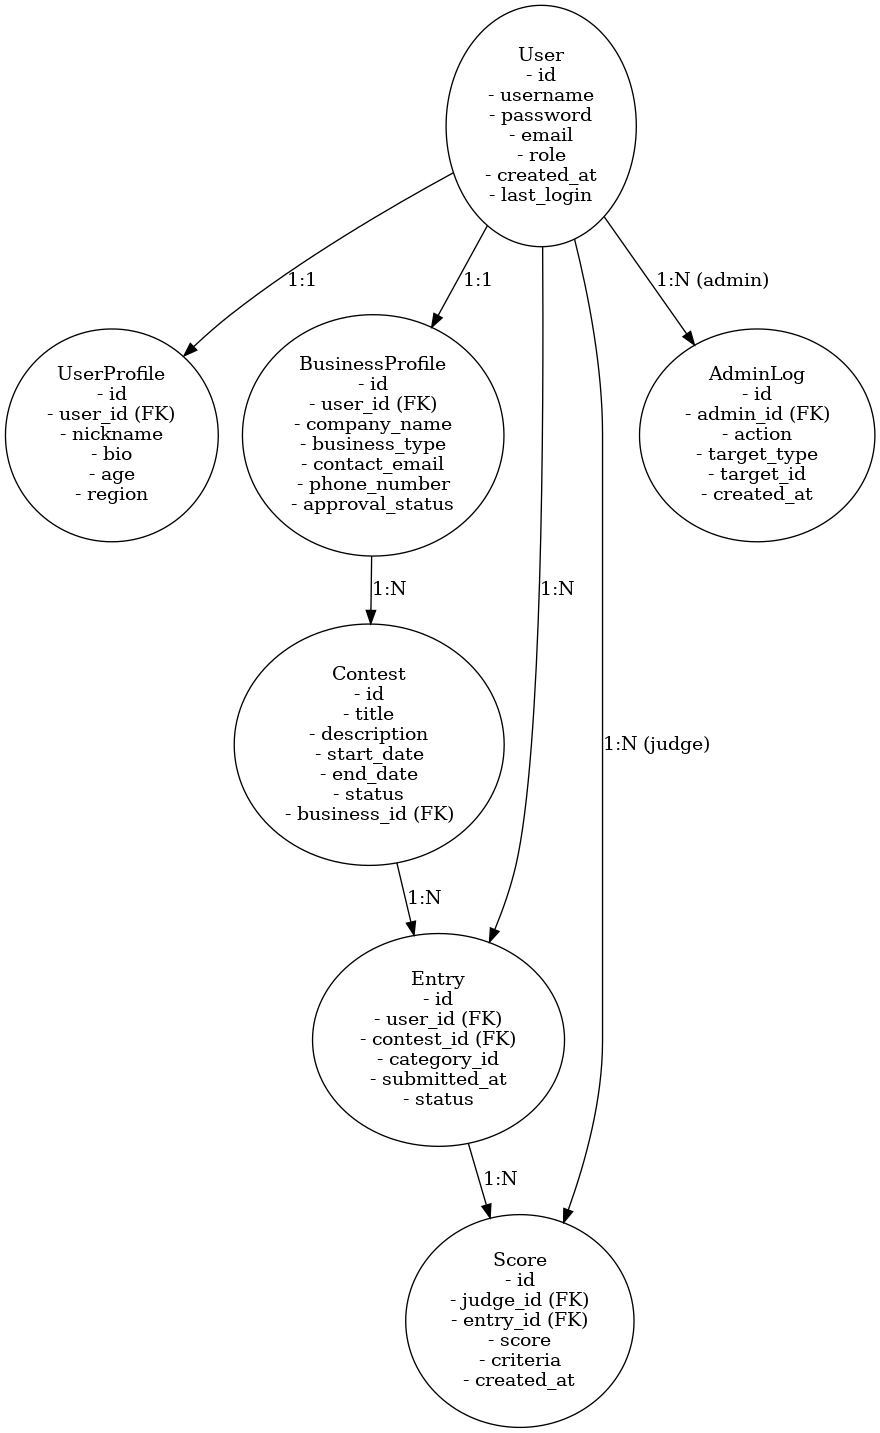 User
- id
- username
- password
- email
- role
- created_at
- last_login
1:1
1:1
1:N (admin)
UserProfile
- id
- user_id (FK)
- nickname
- bio
- age
- region
BusinessProfile
- id
- user_id (FK)
- company_name
- business_type
- contact_email
- phone_number
- approval_status
AdminLog
- id
- admin_id (FK)
- action
- target_type
- target_id
- created_at
1:N
1:N
Contest
- id
- title
- description
- start_date
- end_date
- status
- business_id (FK)
1:N (judge)
1:N
Entry
- id
- user_id (FK)
- contest_id (FK)
- category_id
- submitted_at
- status
1:N
Score
- id
- judge_id (FK)
- entry_id (FK)
- score
- criteria
- created_at